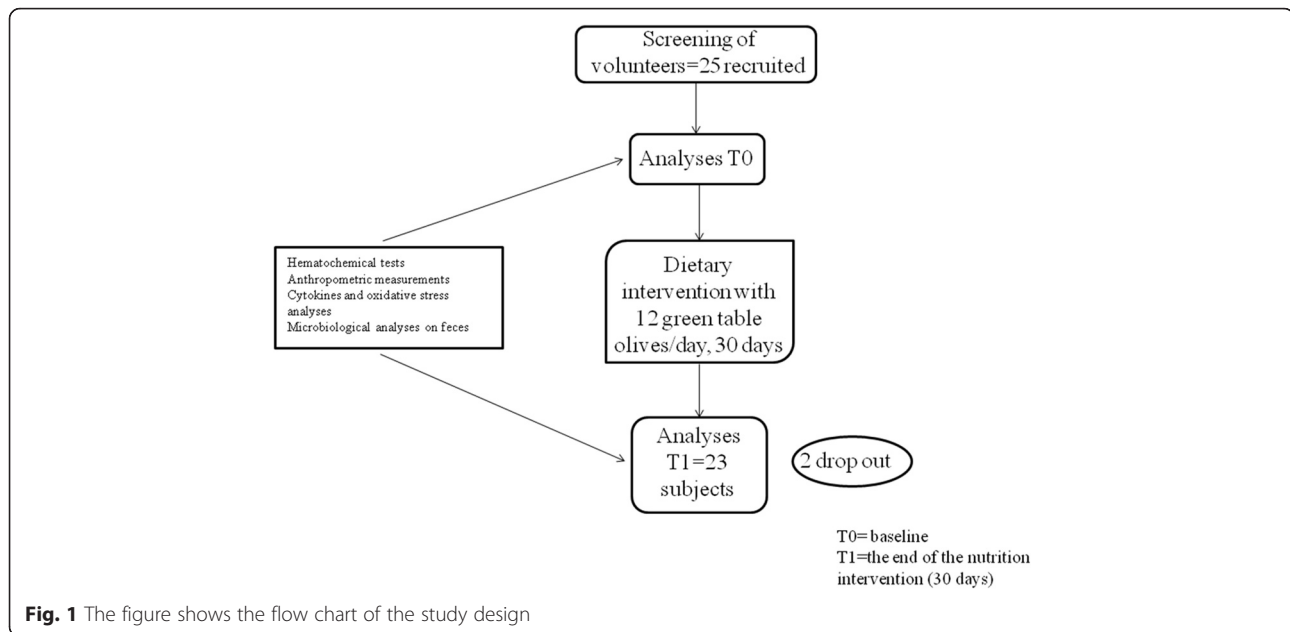 Screening of
volunteers=25 recruited
Analyses T0
Hematochemical tests
Anthropometric measurements
Cytokines and oxidative stress
analyses
Microbiological analyses on feces
Dietary
intervention with
12 green table
olives/day, 30 days
Analyses
T1=23
subjects
2 drop out
T0= baseline
T1=the end of the nutrition
intervention (30 days)
Fig. 1 The figure shows the flow chart of the study design